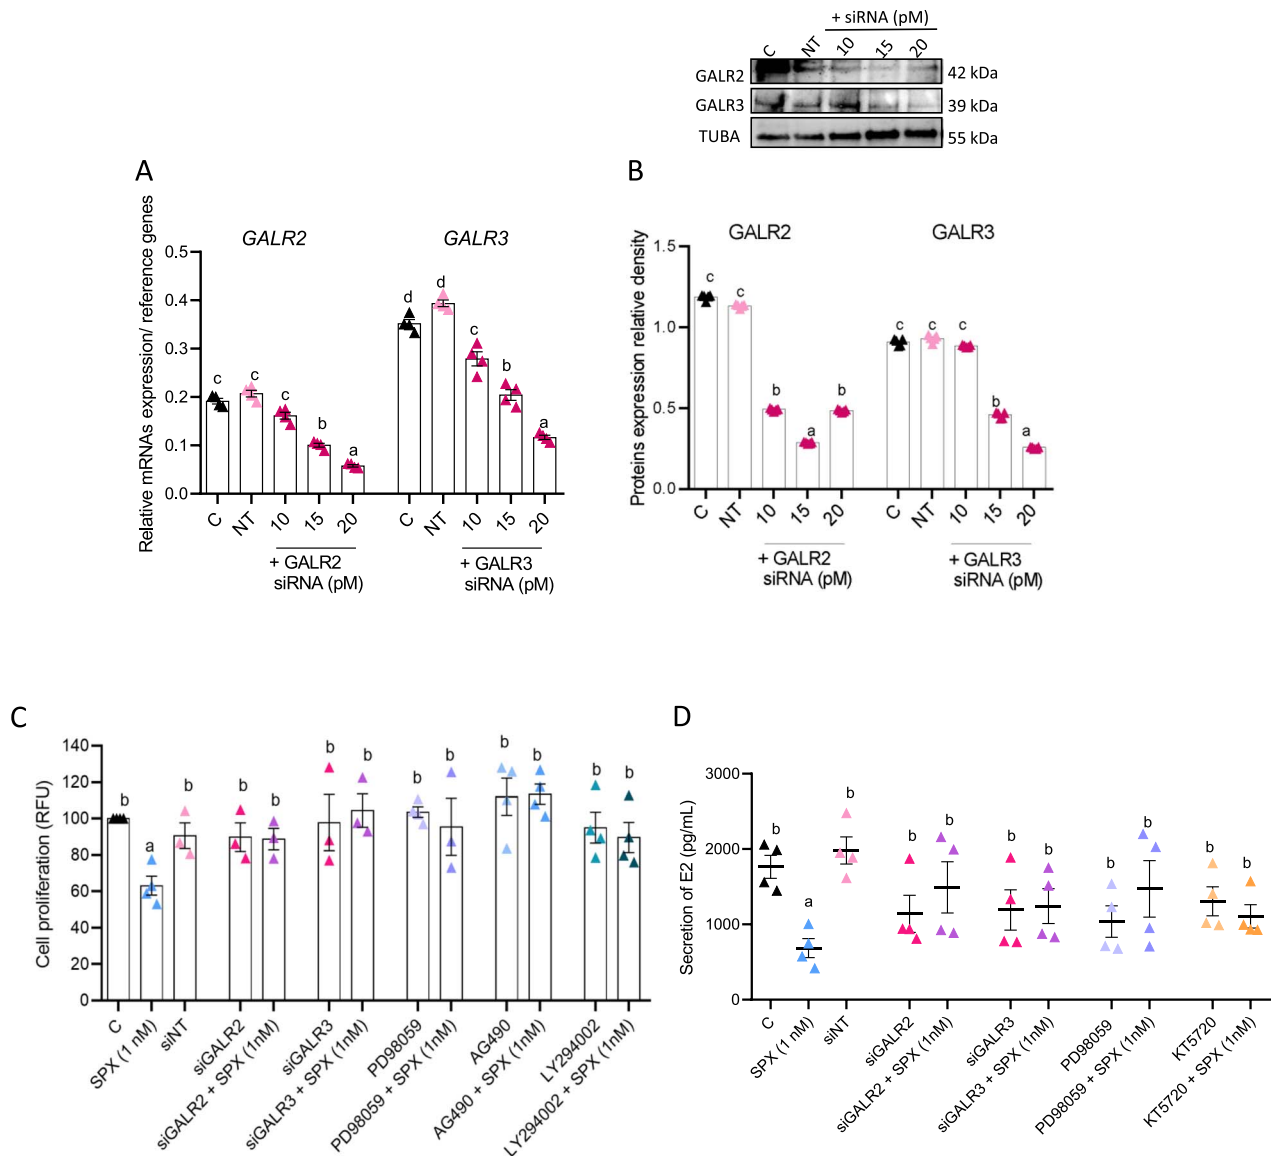 + siRNA (pM)
C NT 10 15 20
GALR2 42 kDa
GALR3 39 kDa
TUBA 55 kDa
A
Relative mRNAs expression/ reference genes
GALR2 GALR3
0.5
0.4
0.3
0.2
0.1
0.0
c c c b a d d c b a
C NT 10 15 20 C NT 10 15 20
+ GALR2 + GALR3
siRNA (pM) siRNA (pM)
B
Proteins expression relative density
GALR2 GALR3
1.5
1.0
0.5
0.0
c c b a b c c c b a
C NT 10 15 20 C NT 10 15 20
+ GALR2 + GALR3
siRNA (pM) siRNA (pM)
C
Cell proliferation (RFU)
140
120
100
80
60
40
20
0
b a b b b b b b b b b b b
C
SPX (1 nM)
siNT
siGALR2
siGALR2 + SPX (1nM)
siGALR3
siGALR3 + SPX (1nM)
PD98059
PD98059 + SPX (1nM)
AG490
AG490 + SPX (1nM)
LY294002
LY294002 + SPX (1nM)
D
Secretion of E2 (pg/mL)
3000
2000
1000
0
b a b b b b b b b b b
C
SPX (1 nM)
siNT
siGALR2
siGALR2 + SPX (1nM)
siGALR3
siGALR3 + SPX (1nM)
PD98059
PD98059 + SPX (1nM)
KT5720
KT5720 + SPX (1nM)